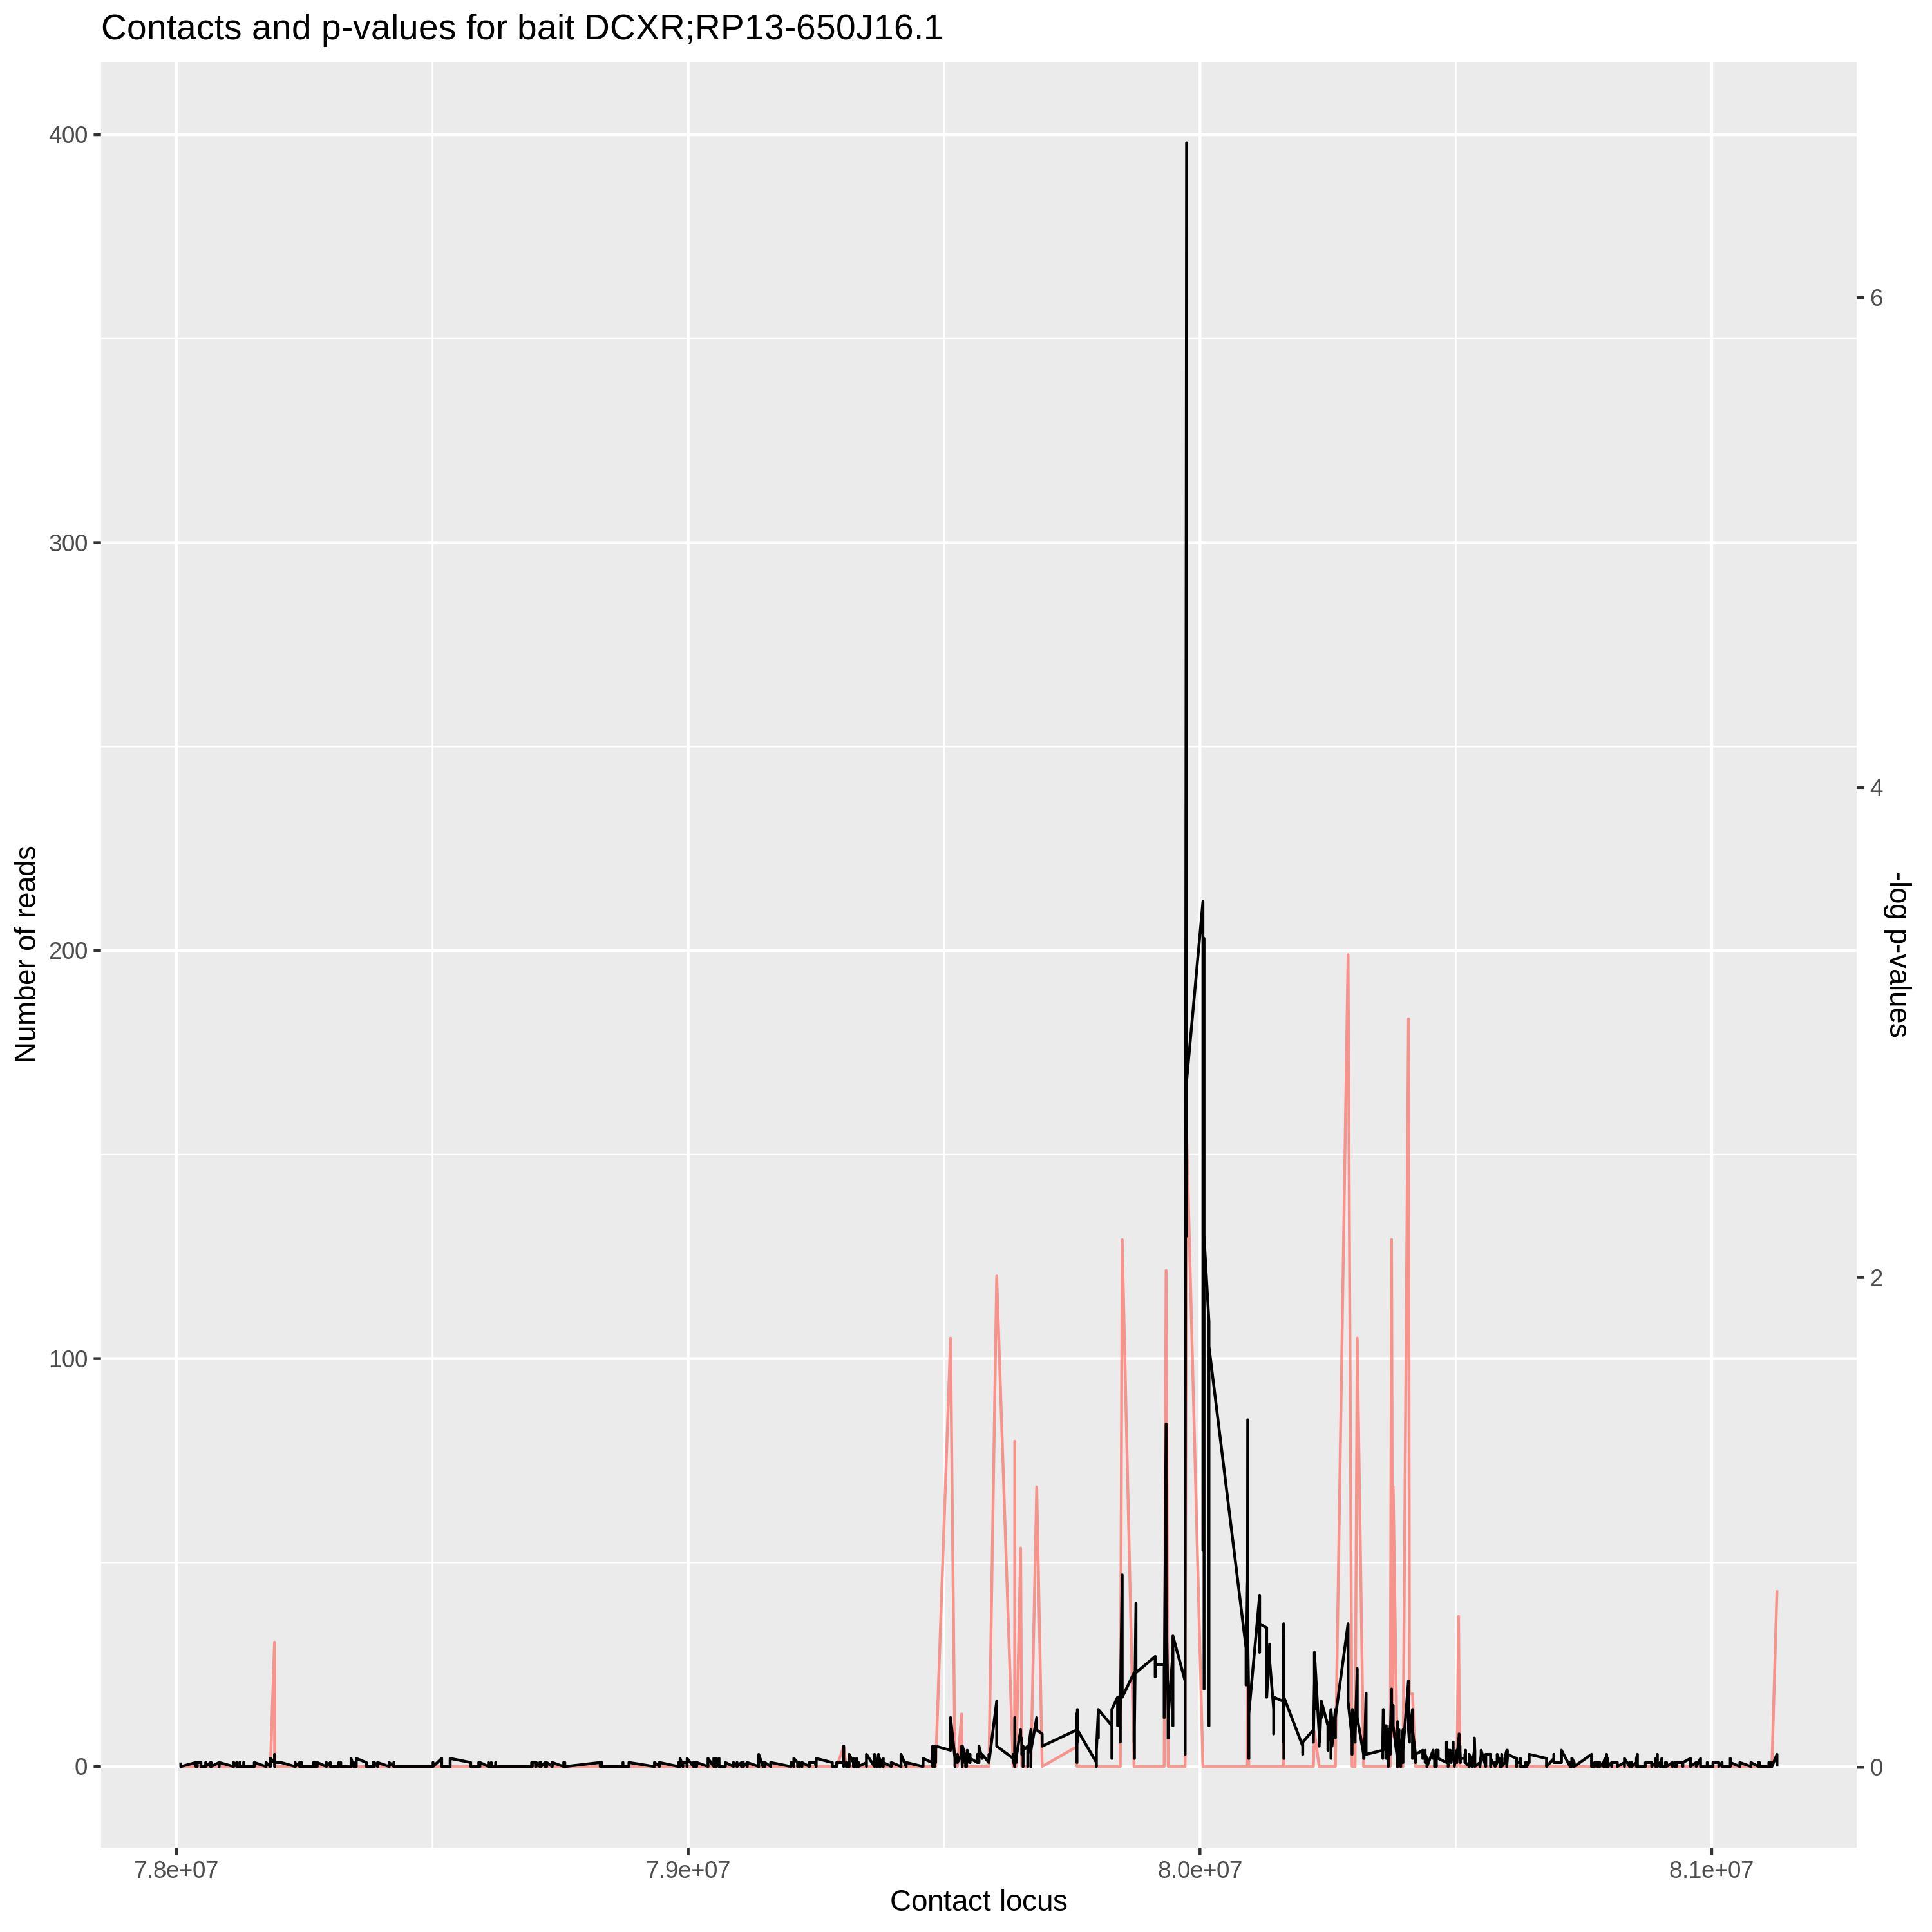 Contacts and p-values for bait DCXR;RP13-650J16.1
400
300
200
100
0
Number of reads
6
4
2
0
-log p-values
7.8e+07 7.9e+07 8.0e+07 8.1e+07
Contact locus